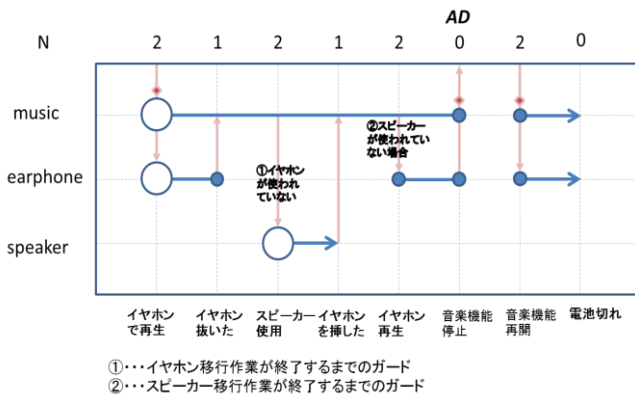 AD
N 2 1 2 1 2 0 2 0
music
②スピーカー
が使われてい
ない場合
earphone
①イヤホン
が使われ
ていない
speaker
イヤホン
で再生
イヤホン
抜いた
スピーカー
使用
イヤホン
を挿した
イヤホン
再生
音楽機能
停止
音楽機能
再開
電池切れ
①・・・イヤホン移行作業が終了するまでのガード
②・・・スピーカー移行作業が終了するまでのガード